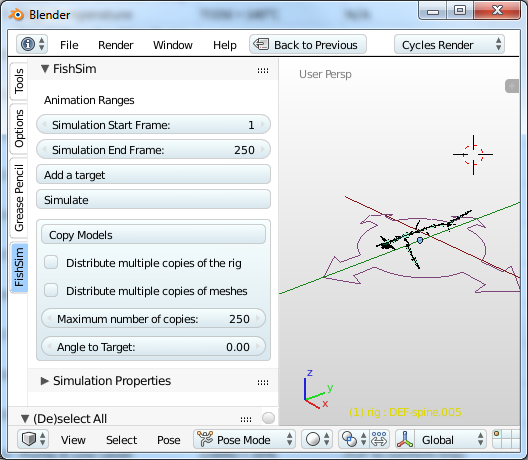 Blender
File Render Window Help Back to Previous Cycles Render
Tools
Options
Grease Pencil
FishSim
FishSim
Animation Ranges
Simulation Start Frame: 1
Simulation End Frame: 250
Add a target
Simulate
Copy Models
Distribute multiple copies of the rig
Distribute multiple copies of meshes
Maximum number of copies: 250
Angle to Target: 0.00
Simulation Properties
(De)select All
User Persp
z
y
x
(1) rig : DEF-spine.005
View Select Pose Pose Mode Global